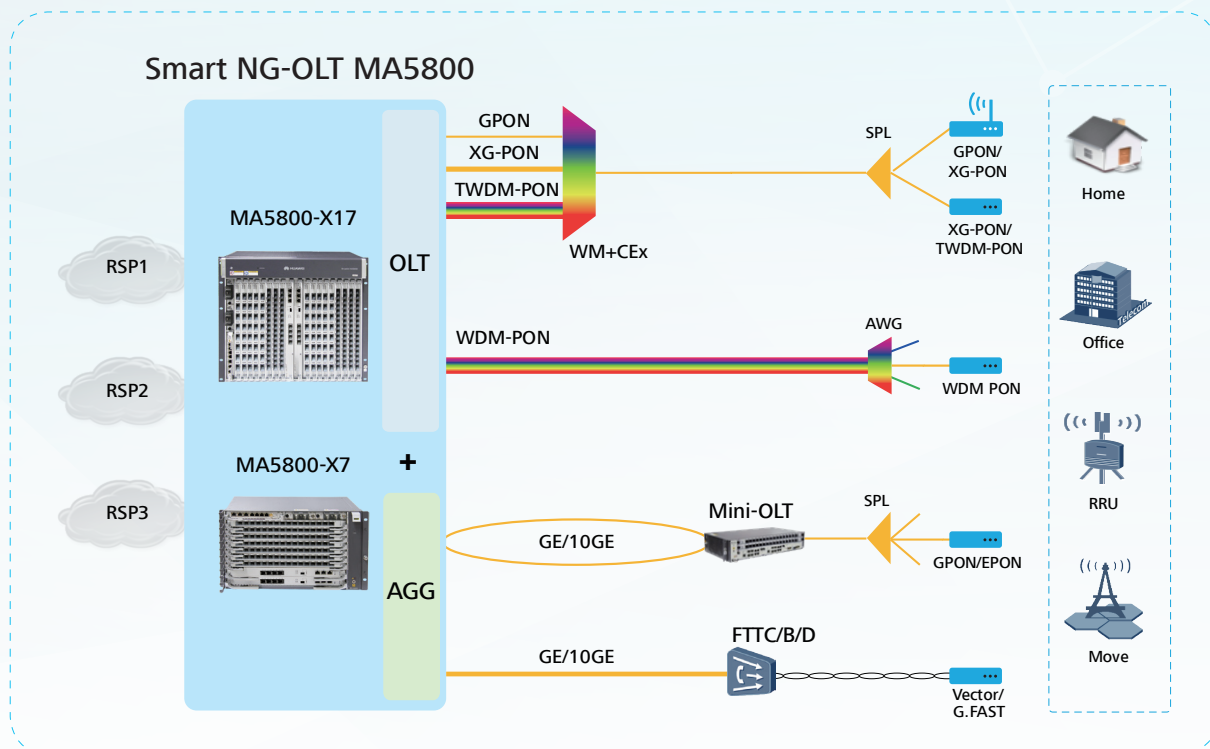 Smart NG-OLT MA5800
RSP1
RSP2
RSP3
MA5800-X17
MA5800-X7
OLT
+
AGG
GPON
XG-PON
TWDM-PON
WM+CEx
SPL
GPON/
XG-PON
XG-PON/
TWDM-PON
WDM-PON
AWG
WDM PON
GE/10GE
Mini-OLT
SPL
GPON/EPON
GE/10GE
FTTC/B/D
Vector/
G.FAST
Home
Telecom
Office
RRU
Move